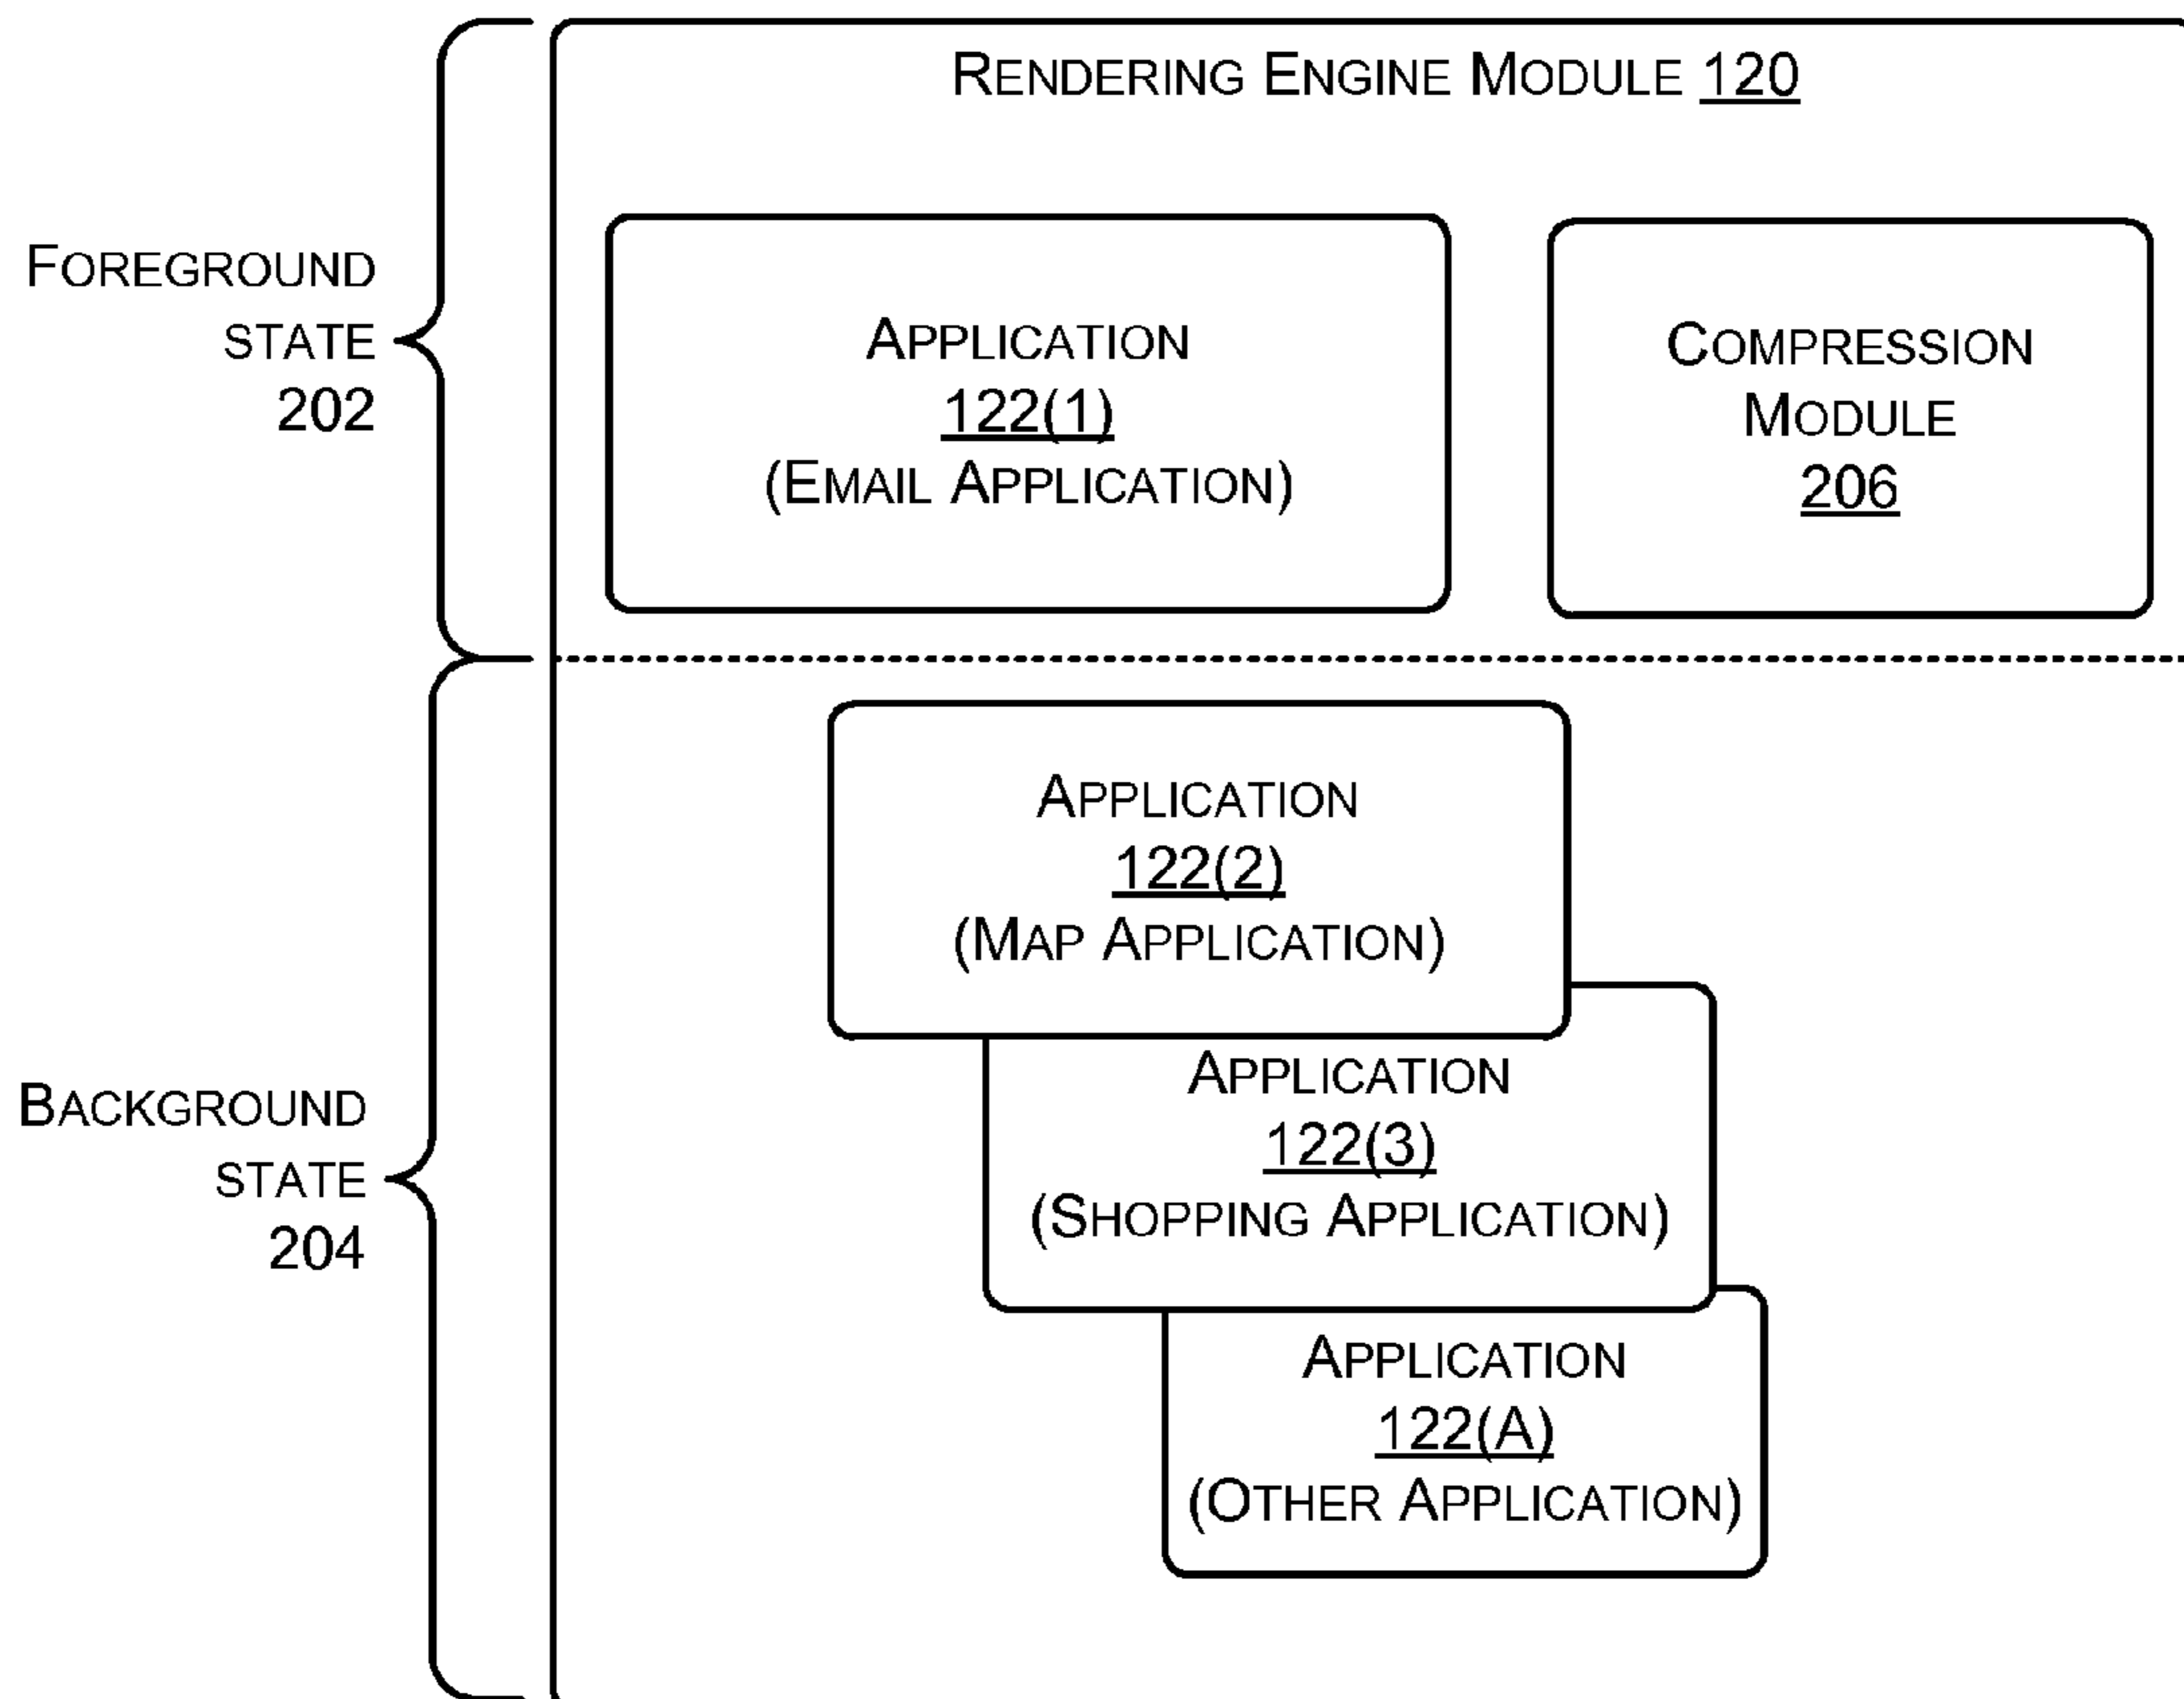 RENDERING ENGINE MODULE 120
FOREGROUND
STATE
202
APPLICATION
122(1)
(EMAIL APPLICATION)
COMPRESSION
MODULE
206
BACKGROUND
STATE
204
APPLICATION
122(2)
(MAP APPLICATION)
APPLICATION
122(3)
(SHOPPING APPLICATION)
APPLICATION
122(A)
(OTHER APPLICATION)